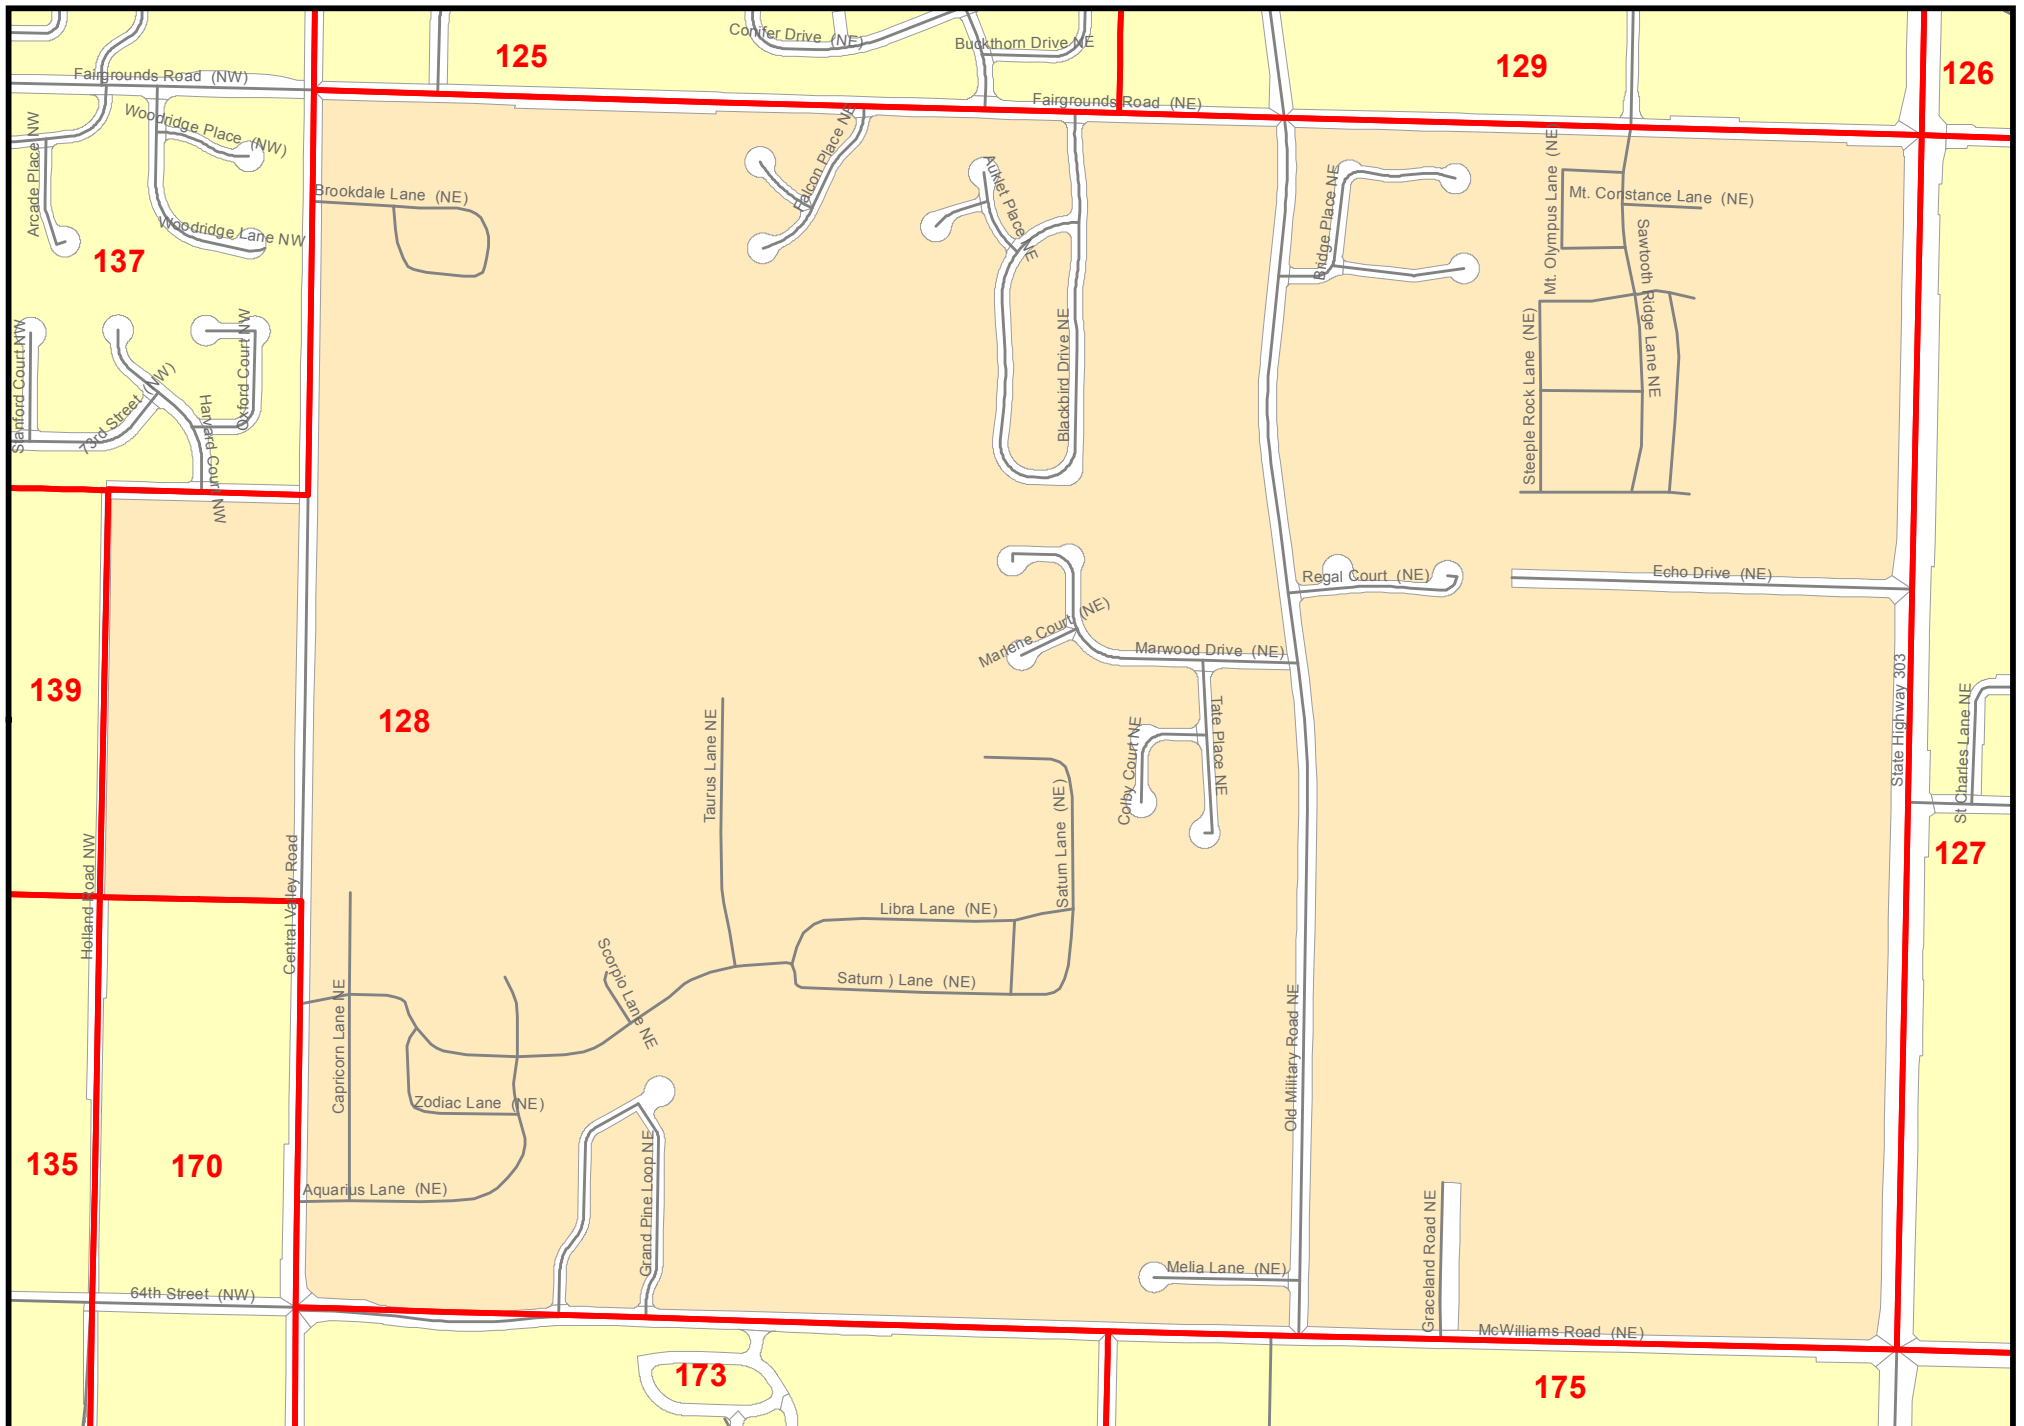 Conifer Drive (NE)
Buckthorn Drive NE
125
129
126
Fairgrounds Road (NW)
Fairgrounds Road (NE)
Woodridge Place (NW)
Arcade Place NW
Woodridge Lane NW
137
Brookdale Lane (NE)
Falcon Place NE
Auklet Place NE
Bridge Place NE
Mt. Olympus Lane (NE)
Mt. Constance Lane (NE)
Sawtooth Ridge Lane NE
Steeple Rock Lane (NE)
Blackbird Drive NE
Stanford Court NW
73rd Street (NW)
Harvard Court NW
Oxford Court NW
Regal Court (NE)
Echo Drive (NE)
Marlene Court (NE)
Marwood Drive (NE)
139
128
Taurus Lane NE
Tate Place NE
Colby Court NE
Saturn Lane (NE)
State Highway 303
St Charles Lane NE
127
Holland Road NW
Central Valley Road
Libra Lane (NE)
Saturn ) Lane (NE)
Scorpio Lane NE
Capricorn Lane NE
Zodiac Lane (NE)
Old Military Road NE
135
170
Aquarius Lane (NE)
Grand Pine Loop NE
Graceland Road NE
Melia Lane (NE)
64th Street (NW)
McWilliams Road (NE)
173
175